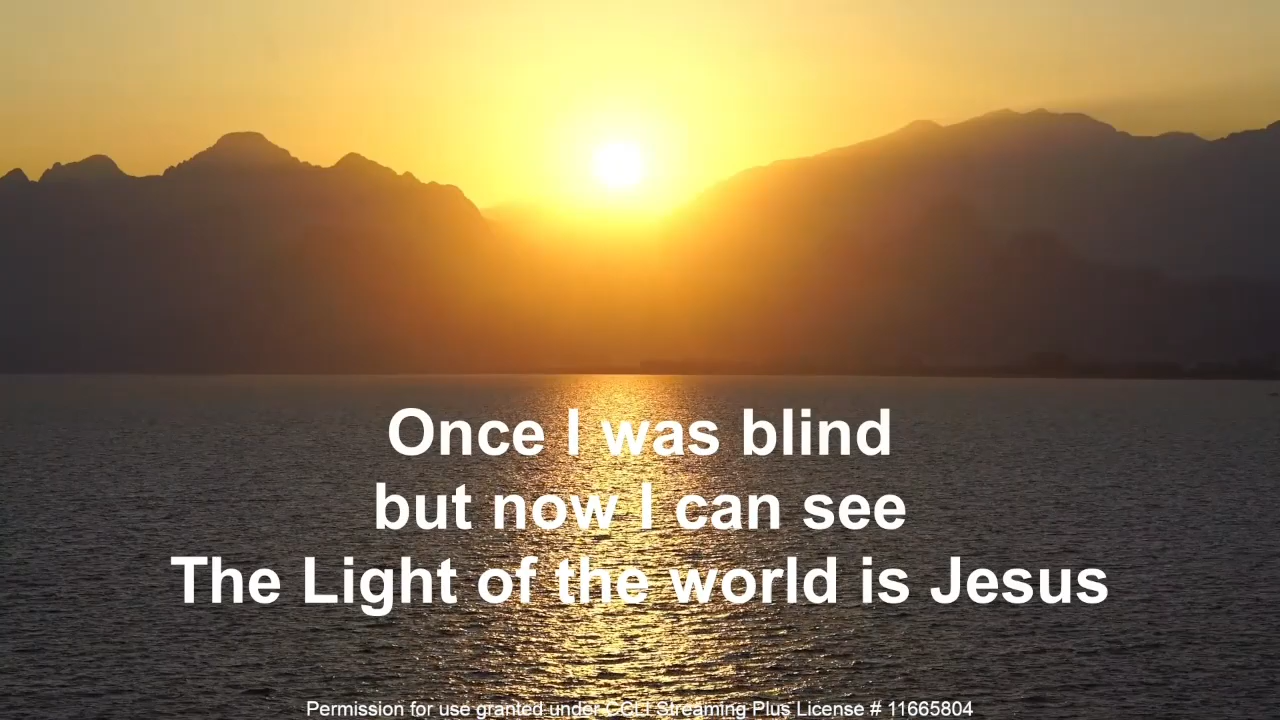 Once I was blind
but now I can see
The Light of the world is Jesus
Permission for use granted under CCLI Streaming Plus License # 11665804